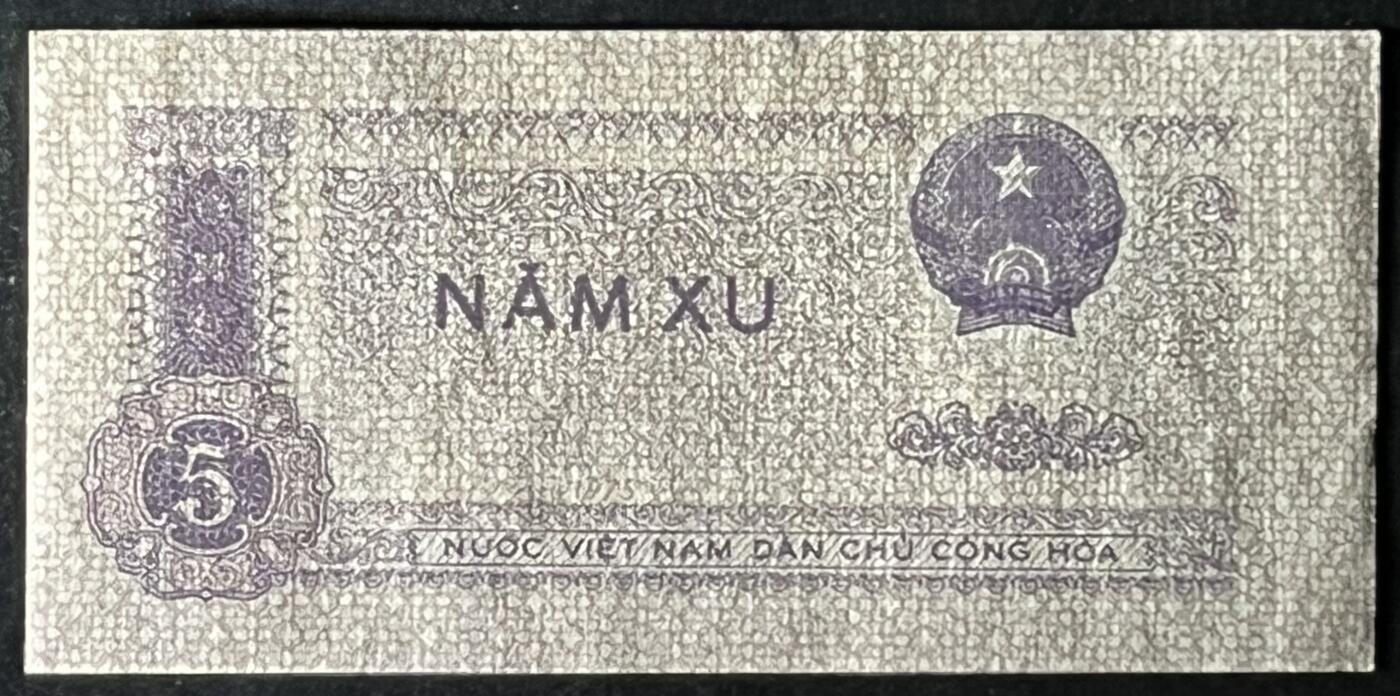 NĂM XU
5
NƯỚC VIỆT NAM DÂN CHỦ CỘNG HÒA